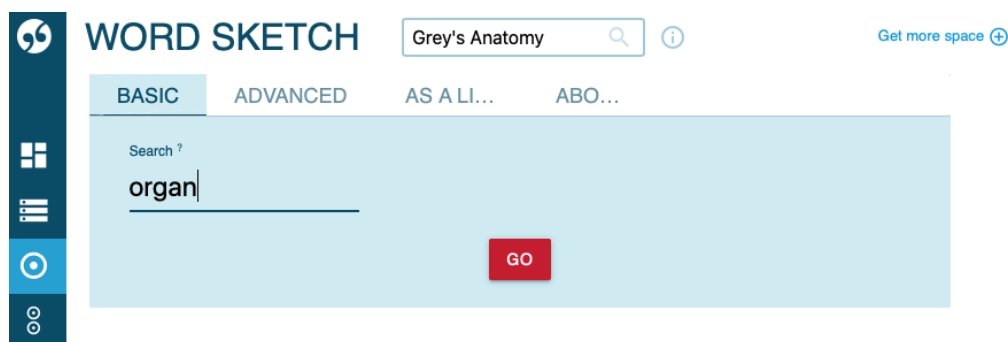 WORD SKETCH
Grey's Anatomy
Get more space
BASIC
ADVANCED
AS A LI...
ABO...
Search ?
organ
GO